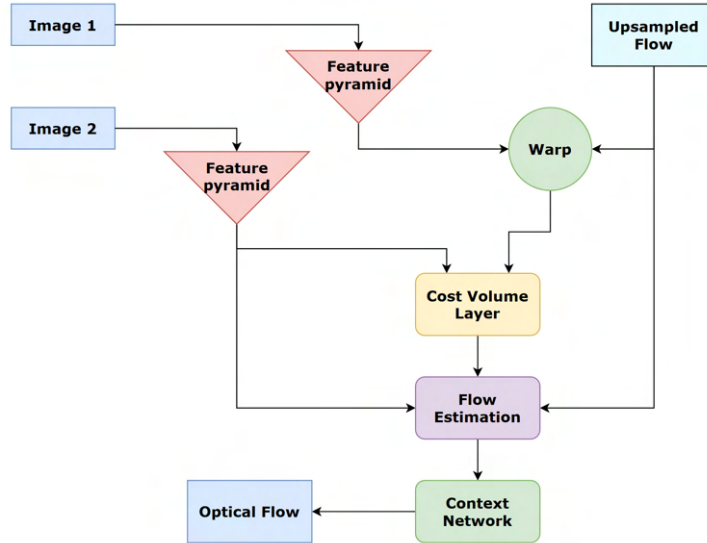 Image 1
Upsampled
Flow
Feature
pyramid
Image 2
Warp
Feature
pyramid
Cost Volume
Layer
Flow
Estimation
Optical Flow
Context
Network